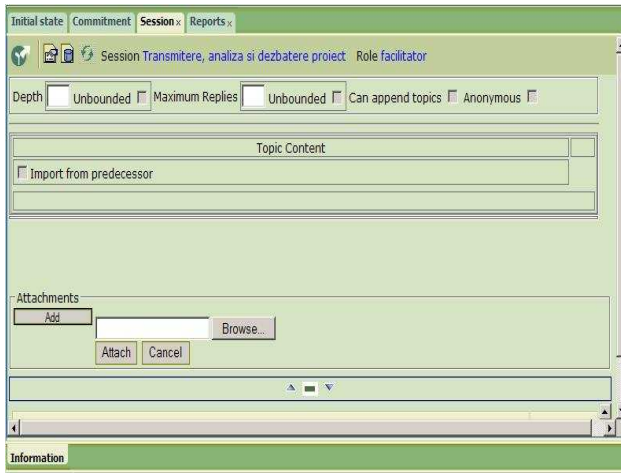 Initial state Commitment Session x Reports x
Session Transmitere, analiza si dezbatere proiect Role facilitator
Depth Unbounded Maximum Replies Unbounded Can append topics Anonymous
Topic Content
Import from predecessor
Attachments
Add
Browse...
Attach Cancel
Information